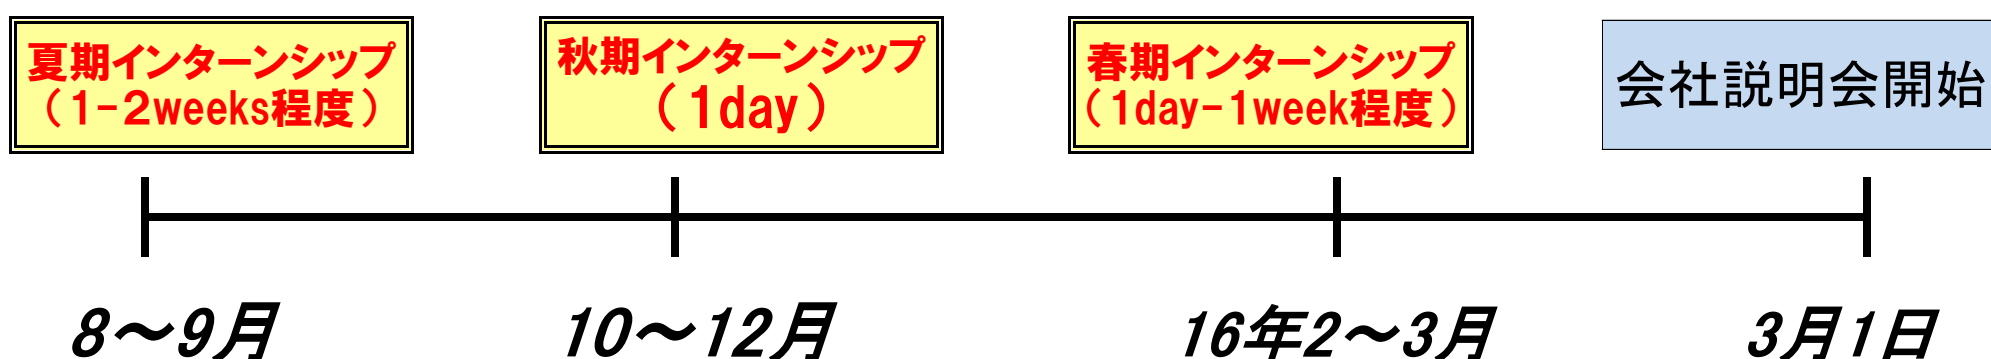 夏期インターンシップ
（1-2weeks程度）
秋期インターンシップ
（1day）
春期インターンシップ
（1day-1week程度）
会社説明会開始
8～9月
10～12月
16年2～3月
3月1日